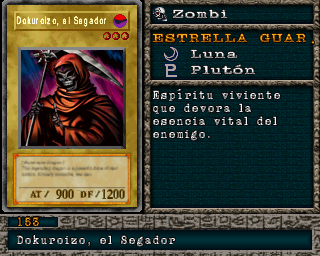 Dokuroizo, el Segador
AT/ 900 DF/1200
Zombi
ESTRELLA GUAR.
Luna
Plutón
Espíritu viviente
que devora la
esencia vital del
enemigo.
153
Dokuroizo, el Segador